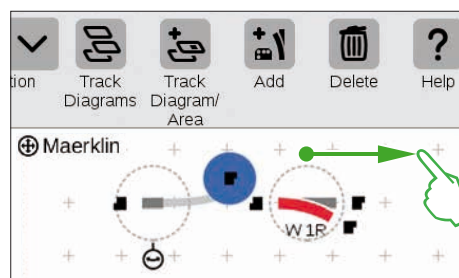 tion
Track
Diagrams
Track
Diagram/
Area
Add
Delete
?
Help
Maerklin
W 1R